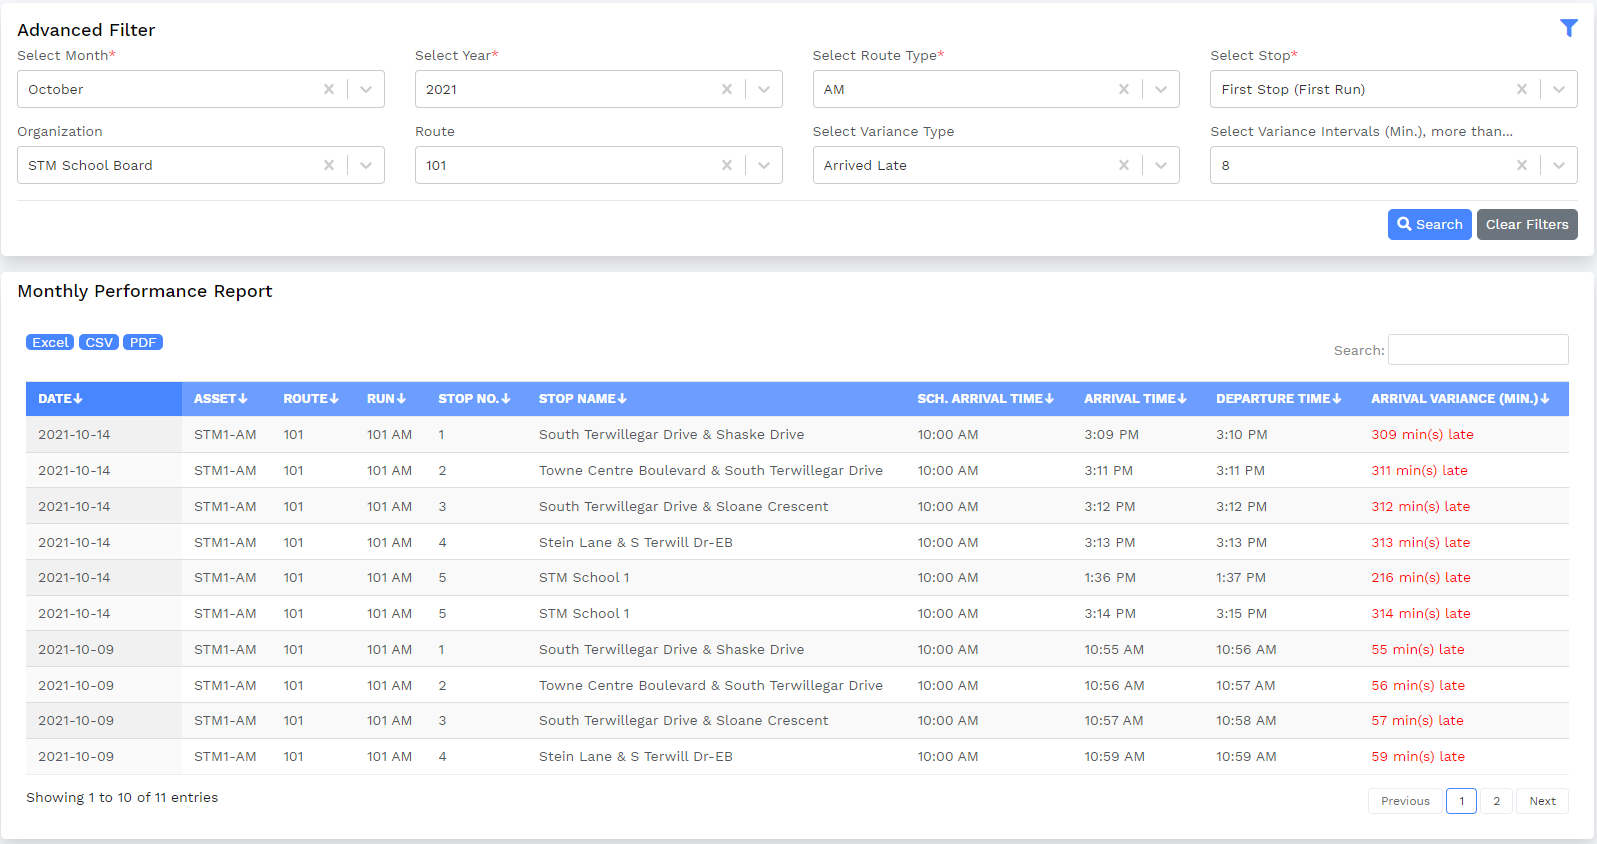 Advanced Filter
Select Month* Select Year* Select Route Type* Select Stop*
October 2021 AM First Stop (First Run)
Organization Route Select Variance Type Select Variance Intervals (Min.), more than...
STM School Board 101 Arrived Late 8
Search Clear Filters
Monthly Performance Report
Excel CSV PDF
Search:
DATE ASSET ROUTE RUN STOP NO. STOP NAME SCH. ARRIVAL TIME ARRIVAL TIME DEPARTURE TIME ARRIVAL VARIANCE (MIN.)
2021-10-14 STM1-AM 101 101 AM 1 South Terwillegar Drive & Shaske Drive 10:00 AM 3:09 PM 3:10 PM 309 min(s) late
2021-10-14 STM1-AM 101 101 AM 2 Towne Centre Boulevard & South Terwillegar Drive 10:00 AM 3:11 PM 3:11 PM 311 min(s) late
2021-10-14 STM1-AM 101 101 AM 3 South Terwillegar Drive & Sloane Crescent 10:00 AM 3:12 PM 3:12 PM 312 min(s) late
2021-10-14 STM1-AM 101 101 AM 4 Stein Lane & S Terwill Dr-EB 10:00 AM 3:13 PM 3:13 PM 313 min(s) late
2021-10-14 STM1-AM 101 101 AM 5 STM School 1 10:00 AM 1:36 PM 1:37 PM 216 min(s) late
2021-10-14 STM1-AM 101 101 AM 5 STM School 1 10:00 AM 3:14 PM 3:15 PM 314 min(s) late
2021-10-09 STM1-AM 101 101 AM 1 South Terwillegar Drive & Shaske Drive 10:00 AM 10:55 AM 10:56 AM 55 min(s) late
2021-10-09 STM1-AM 101 101 AM 2 Towne Centre Boulevard & South Terwillegar Drive 10:00 AM 10:56 AM 10:57 AM 56 min(s) late
2021-10-09 STM1-AM 101 101 AM 3 South Terwillegar Drive & Sloane Crescent 10:00 AM 10:57 AM 10:58 AM 57 min(s) late
2021-10-09 STM1-AM 101 101 AM 4 Stein Lane & S Terwill Dr-EB 10:00 AM 10:59 AM 10:59 AM 59 min(s) late
Showing 1 to 10 of 11 entries Previous 1 2 Next